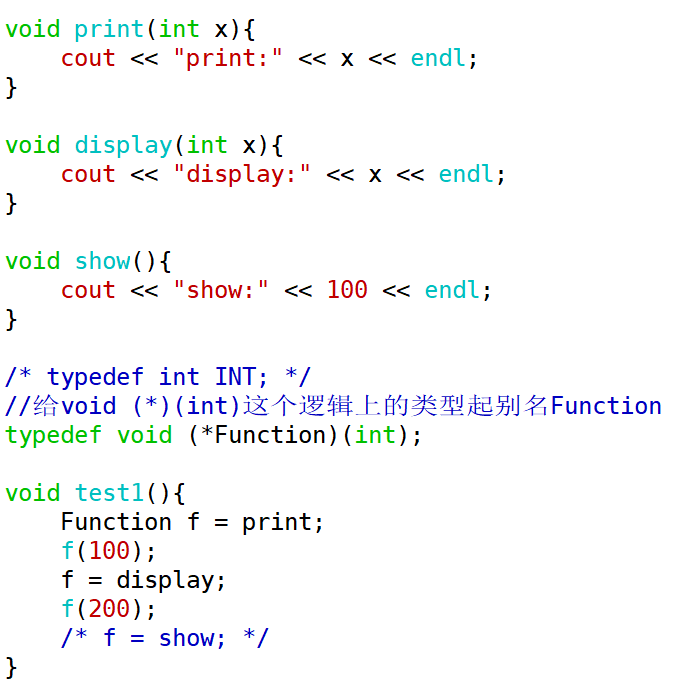 void print(int x){
    cout << "print:" << x << endl;
}

void display(int x){
    cout << "display:" << x << endl;
}

void show(){
    cout << "show:" << 100 << endl;
}

/* typedef int INT; */
//给void (*)(int)这个逻辑上的类型起别名Function
typedef void (*Function)(int);

void test1(){
    Function f = print;
    f(100);
    f = display;
    f(200);
    /* f = show; */
}